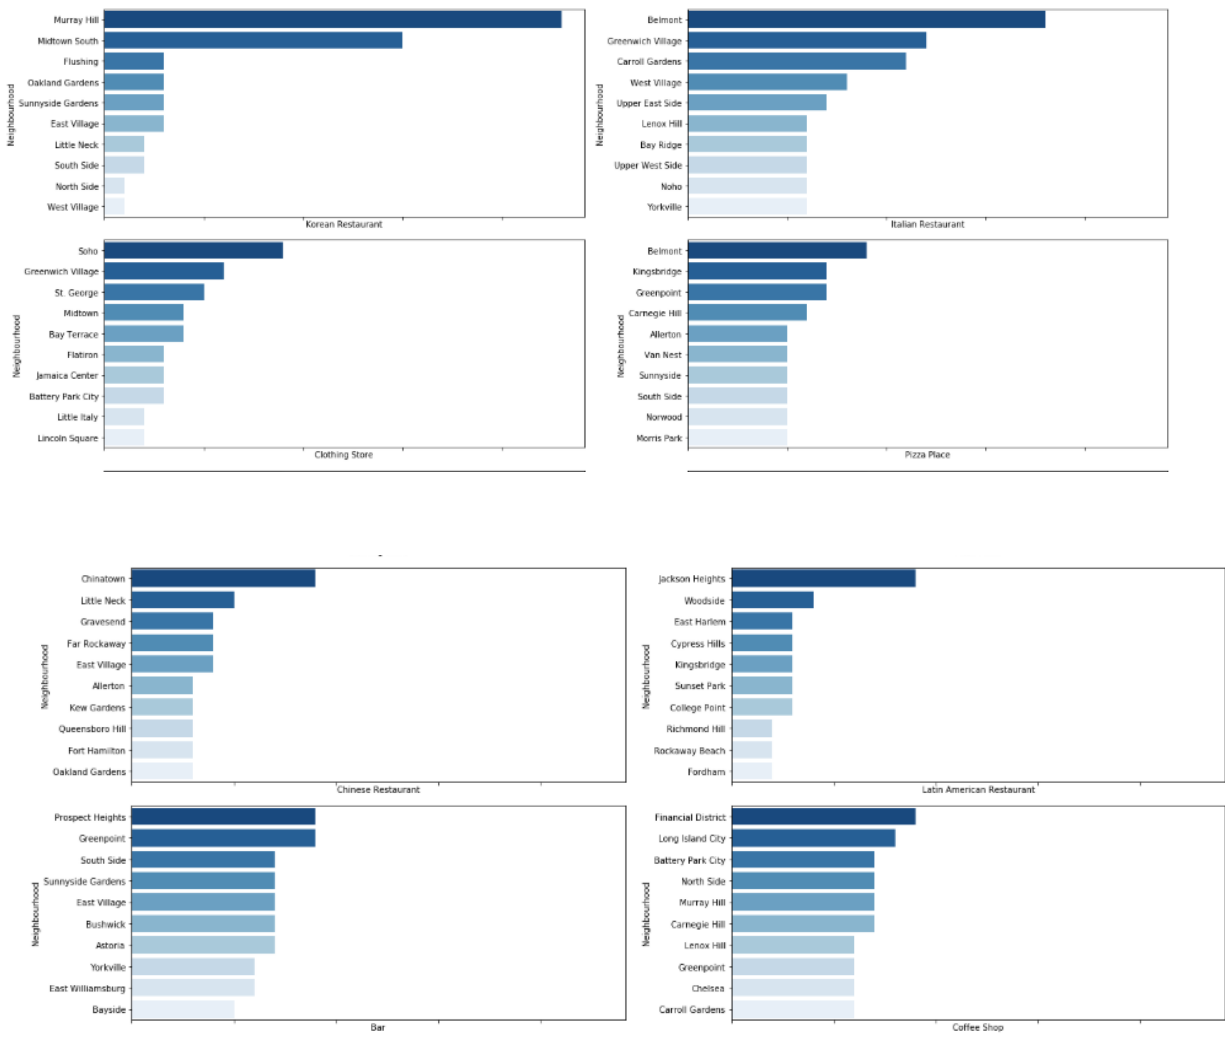 Neighbourhood
Murray Hill
Midtown South
Flushing
Oakland Gardens
Sunnyside Gardens
East Village
Little Neck
South Side
North Side
West Village
Korean Restaurant
Neighbourhood
Belmont
Greenwich Village
Carroll Gardens
West Village
Upper East Side
Lenox Hill
Bay Ridge
Upper West Side
Noho
Yorkville
Italian Restaurant
Neighbourhood
Soho
Greenwich Village
St. George
Midtown
Bay Terrace
Flatiron
Jamaica Center
Battery Park City
Little Italy
Lincoln Square
Clothing Store
Neighbourhood
Belmont
Kingsbridge
Greenpoint
Carnegie Hill
Allerton
Van Nest
Sunnyside
South Side
Norwood
Morris Park
Pizza Place
Neighbourhood
Chinatown
Little Neck
Gravesend
Far Rockaway
East Village
Allerton
Kew Gardens
Queensboro Hill
Fort Hamilton
Oakland Gardens
Chinese Restaurant
Neighbourhood
Jackson Heights
Woodside
East Harlem
Cypress Hills
Kingsbridge
Sunset Park
College Point
Richmond Hill
Rockaway Beach
Fordham
Latin American Restaurant
Neighbourhood
Prospect Heights
Greenpoint
South Side
Sunnyside Gardens
East Village
Bushwick
Astoria
Yorkville
East Williamsburg
Bayside
Bar
Neighbourhood
Financial District
Long Island City
Battery Park City
North Side
Murray Hill
Carnegie Hill
Lenox Hill
Greenpoint
Chelsea
Carroll Gardens
Coffee Shop